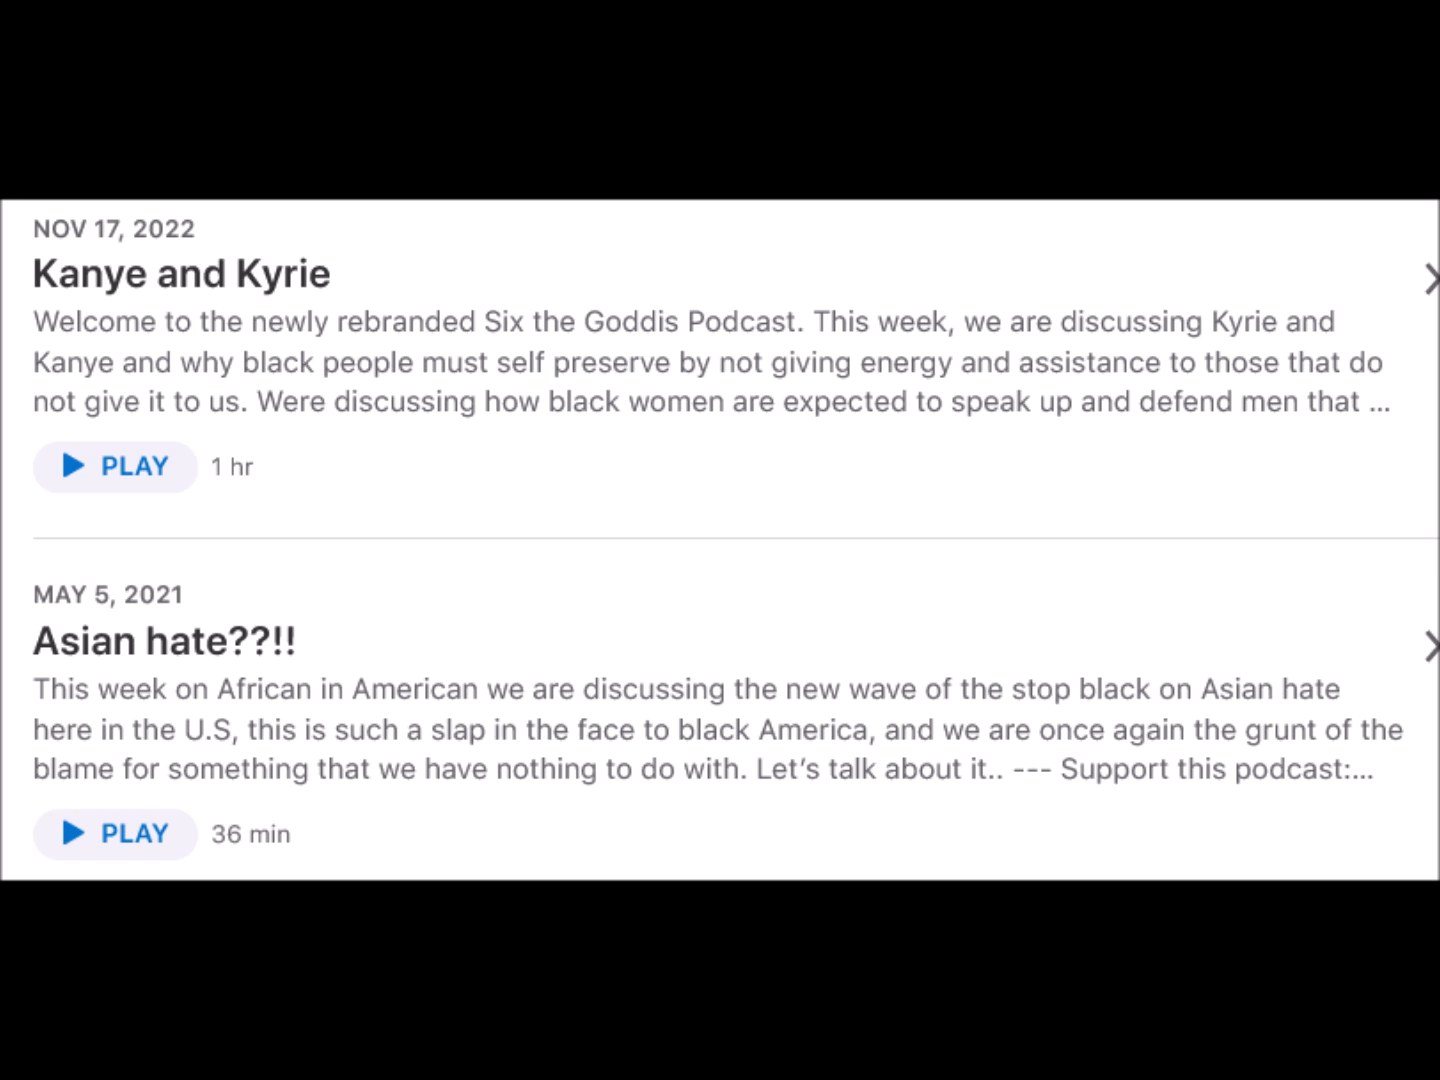 NOV 17, 2022
Kanye and Kyrie
Welcome to the newly rebranded Six the Goddis Podcast. This week, we are discussing Kyrie and
Kanye and why black people must self preserve by not giving energy and assistance to those that do
not give it to us. Were discussing how black women are expected to speak up and defend men that ...
PLAY 1 hr
MAY 5, 2021
Asian hate??!!
This week on African in American we are discussing the new wave of the stop black on Asian hate
here in the U.S, this is such a slap in the face to black America, and we are once again the grunt of the
blame for something that we have nothing to do with. Let's talk about it.. --- Support this podcast:...
PLAY 36 min